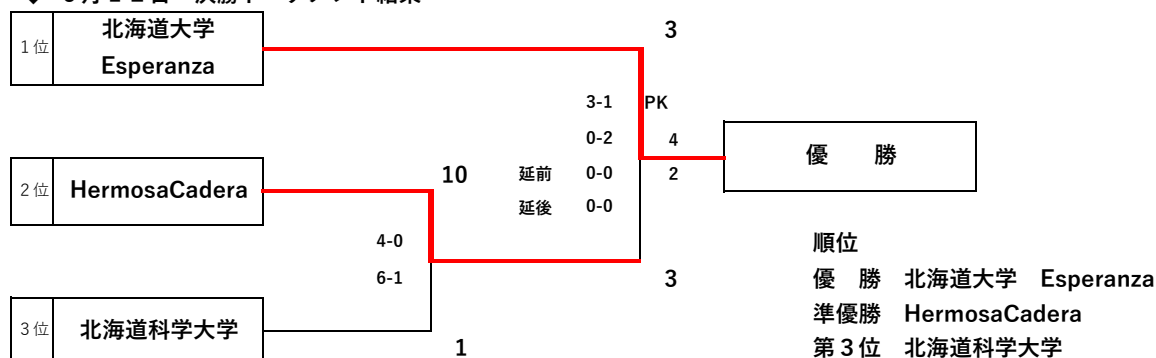 1位
北海道大学
Esperanza
3
3-1 PK
0-2 4
延前 0-0 2
延後 0-0
優 勝
2位
HermosaCadera
10
4-0
6-1
3
3位
北海道科学大学
1
順位
優 勝 北海道大学 Esperanza
準優勝 HermosaCadera
第3位 北海道科学大学